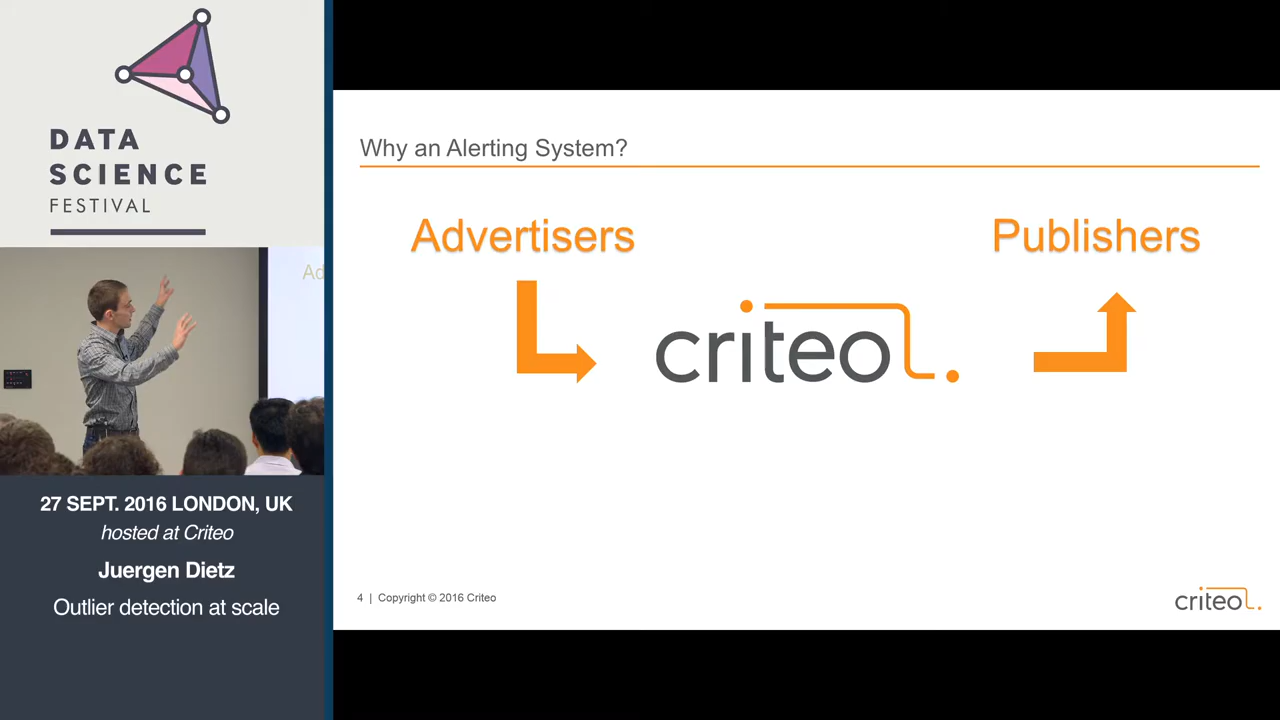 DATA
SCIENCE
FESTIVAL
Ad
27 SEPT. 2016 LONDON, UK
hosted at Criteo
Juergen Dietz
Outlier detection at scale
Why an Alerting System?
Advertisers
Publishers
criteo
4 | Copyright © 2016 Criteo
criteo